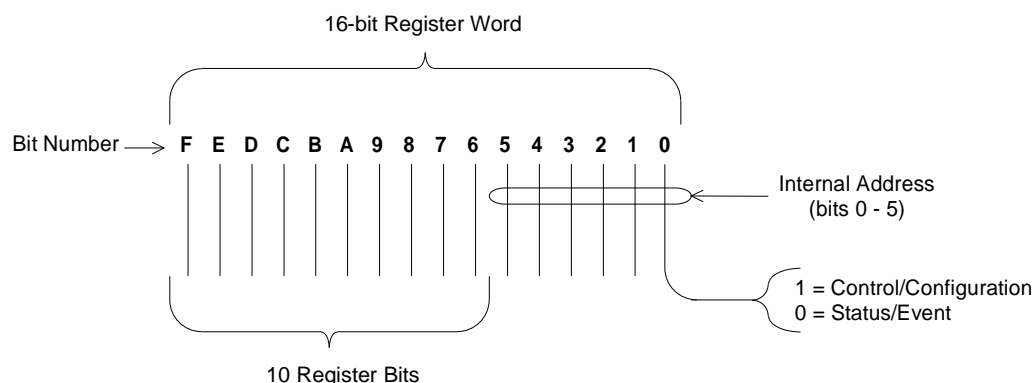 16-bit Register Word
Bit Number F E D C B A 9 8 7 6 5 4 3 2 1 0
Internal Address
(bits 0 - 5)
1 = Control/Configuration
0 = Status/Event
10 Register Bits